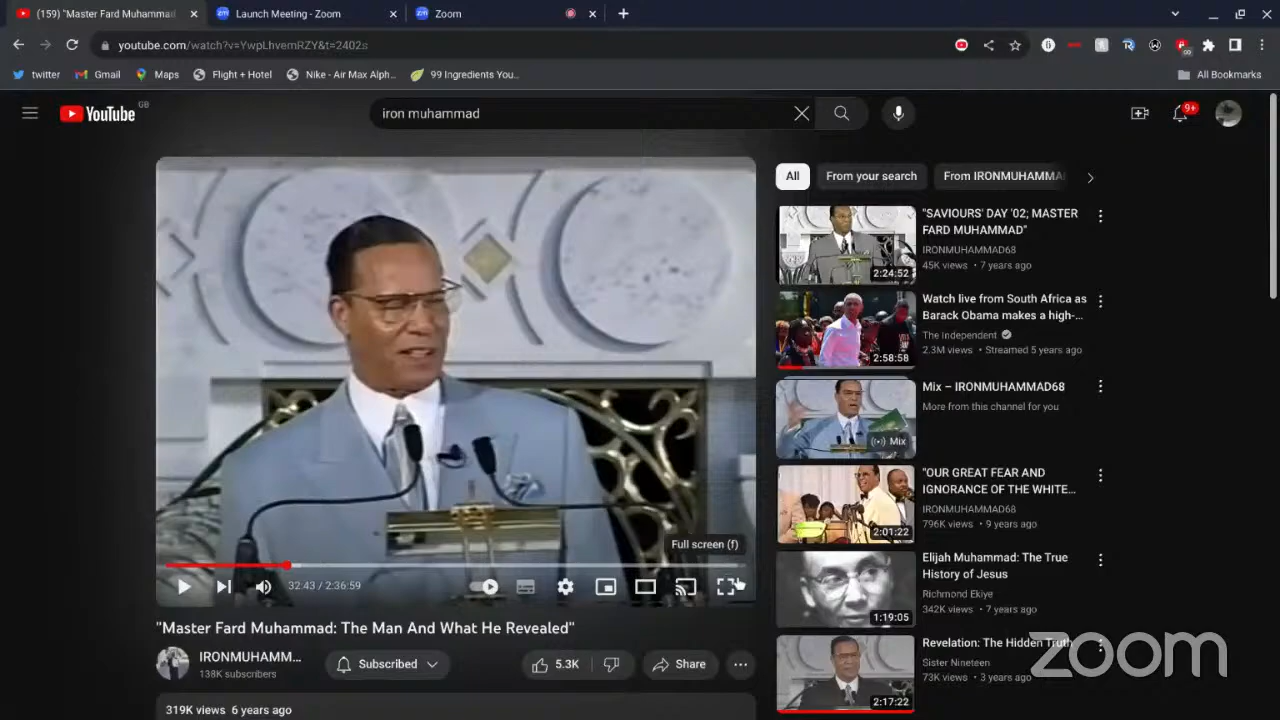 (159) "Master Fard Muhammad
Launch Meeting - Zoom
Zoom
youtube.com/watch?v=YwpLhvemRZY&t=2402s
twitter
Gmail
Maps
Flight + Hotel
Nike - Air Max Alph...
99 Ingredients You...
All Bookmarks
YouTube GB
iron muhammad
9+
All
From your search
From IRONMUHAMMA
"SAVIOURS' DAY '02; MASTER
FARD MUHAMMAD"
IRONMUHAMMAD68
45K views • 7 years ago
2:24:52
Watch live from South Africa as
Barack Obama makes a high-...
The Independent
2.3M views • Streamed 5 years ago
2:58:58
Mix – IRONMUHAMMAD68
More from this channel for you
Mix
"OUR GREAT FEAR AND
IGNORANCE OF THE WHITE...
IRONMUHAMMAD68
796K views • 9 years ago
2:01:22
Elijah Muhammad: The True
History of Jesus
Richmond Ekiye
342K views • 7 years ago
1:19:05
Revelation: The Hidden Truth
Sister Nineteen
73K views • 3 years ago
2:17:22
Full screen (f)
32:43 / 2:36:59
"Master Fard Muhammad: The Man And What He Revealed"
IRONMUHAMM...
138K subscribers
Subscribed
5.3K
Share
319K views 6 years ago
zoom